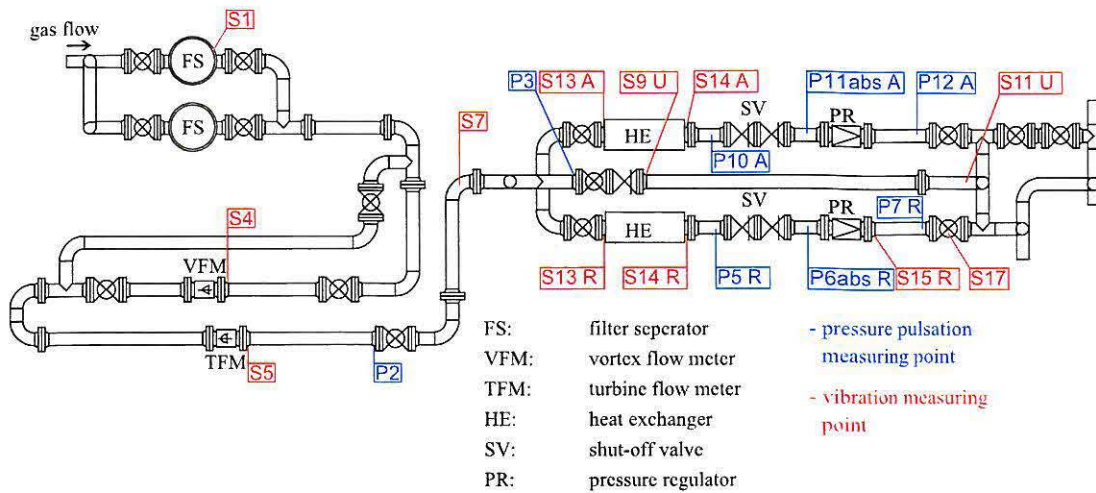 gas flow
S1
FS
FS
S7
P3
S13 A
S9 U
S14 A
P11abs A
P12 A
S11 U
SV
PR
HE
P10 A
S4
VFM
SV
PR
P7 R
HE
S13 R
S14 R
P5 R
P6abs R
S15 R
S17
TFM
S5
P2
FS: filter seperator
VFM: vortex flow meter
TFM: turbine flow meter
HE: heat exchanger
SV: shut-off valve
PR: pressure regulator
- pressure pulsation
measuring point
- vibration measuring
point